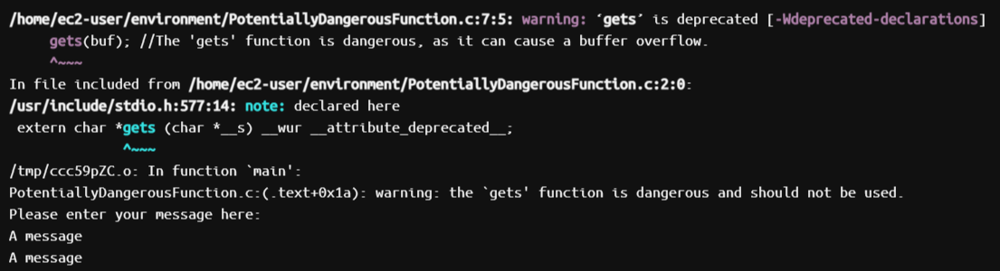 /home/ec2-user/environment/PotentiallyDangerousFunction.c:7:5: warning: ‘gets’ is deprecated [-Wdeprecated-declarations]
     gets(buf); //The 'gets' function is dangerous, as it can cause a buffer overflow.
     ^~~~
In file included from /home/ec2-user/environment/PotentiallyDangerousFunction.c:2:0:
/usr/include/stdio.h:577:14: note: declared here
 extern char *gets (char *__s) __wur __attribute_deprecated__;
              ^~~~
/tmp/ccc59pZC.o: In function `main':
PotentiallyDangerousFunction.c:(.text+0x1a): warning: the `gets' function is dangerous and should not be used.
Please enter your message here:
A message
A message